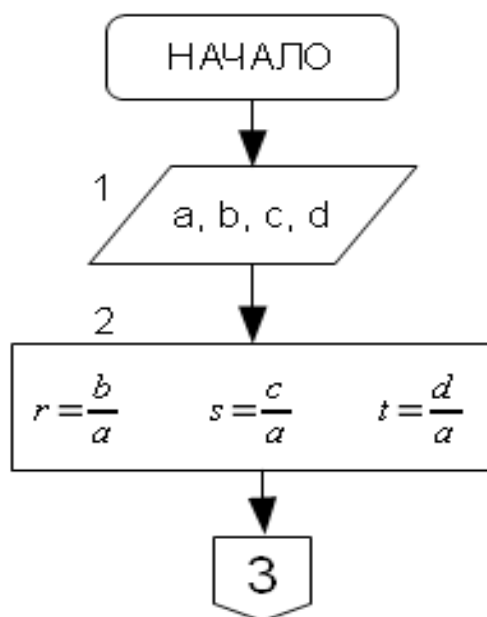 НАЧАЛО
1
a, b, c, d
2
r = b/a   s = c/a   t = d/a
3